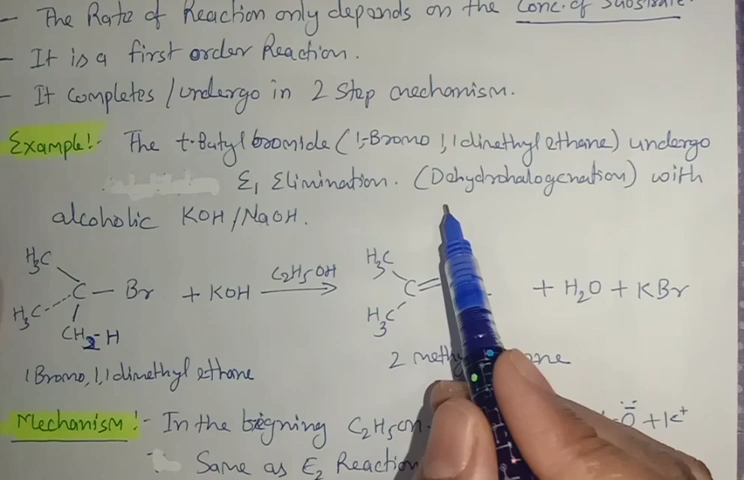 - The Rate of Reaction only depends on the Conc. of Substrate.
- It is a first order Reaction.
- It Completes / undergo in 2 Step mechanism.
Example:- The t-Butyl bromide (1,-Bromo 1,1 dimethyl ethane) undergo
E1 Elimination. (Dehydrohalogenation) with
alcoholic KOH/NaOH.
H3C
H3C C - Br + KOH C2H5OH → H3C C = + H2O + KBr
H3C
CH2-H
1 Bromo, 1,1 dimethyl ethane 2
Mechanism:- In the begning + K+
Same as E2 Reaction